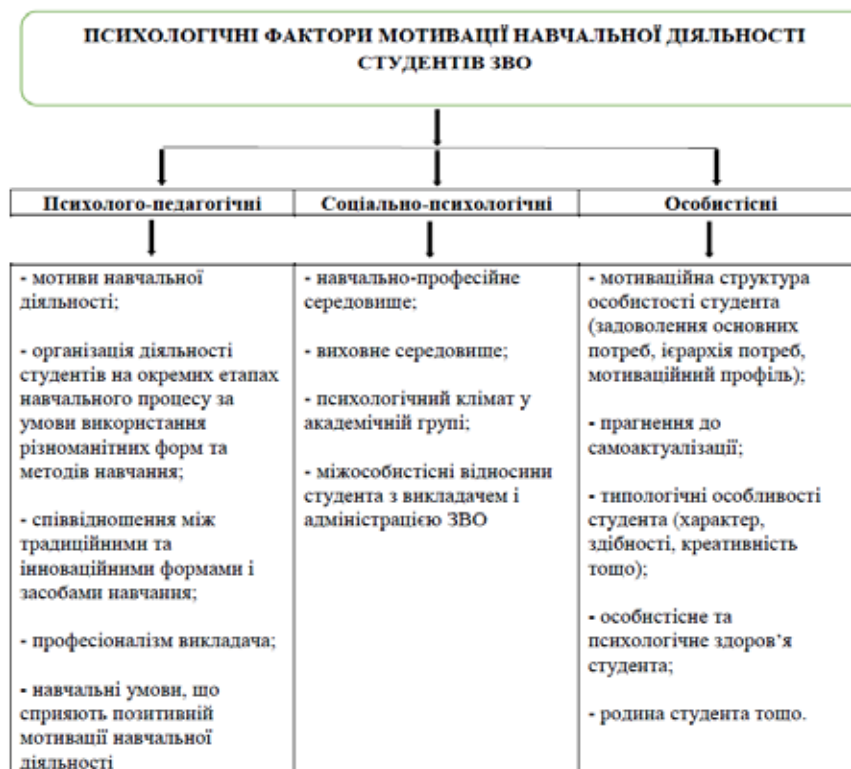 ПСИХОЛОГІЧНІ ФАКТОРИ МОТИВАЦІЇ НАВЧАЛЬНОЇ ДІЯЛЬНОСТІ
СТУДЕНТІВ ЗВО
Психолого-педагогічні
- мотиви навчальної
діяльності;
- організація діяльності
студентів на окремих етапах
навчального процесу за
умови використання
різноманітних форм та
методів навчання;
- співвідношення між
традиційними та
інноваційними формами і
засобами навчання;
- професіоналізм викладача;
- навчальні умови, що
сприяють позитивній
мотивації навчальної
діяльності
Соціально-психологічні
- навчально-професійне
середовище;
- виховне середовище;
- психологічний клімат у
академічній групі;
- міжособистісні відносини
студента з викладачем і
адміністрацією ЗВО
Особистісні
- мотиваційна структура
особистості студента
(задоволення основних
потреб, ієрархія потреб,
мотиваційний профіль);
- прагнення до
самоактуалізації;
- типологічні особливості
студента (характер,
здібності, креативність
тощо);
- особистісне та
психологічне здоров‘я
студента;
- родина студента тощо.